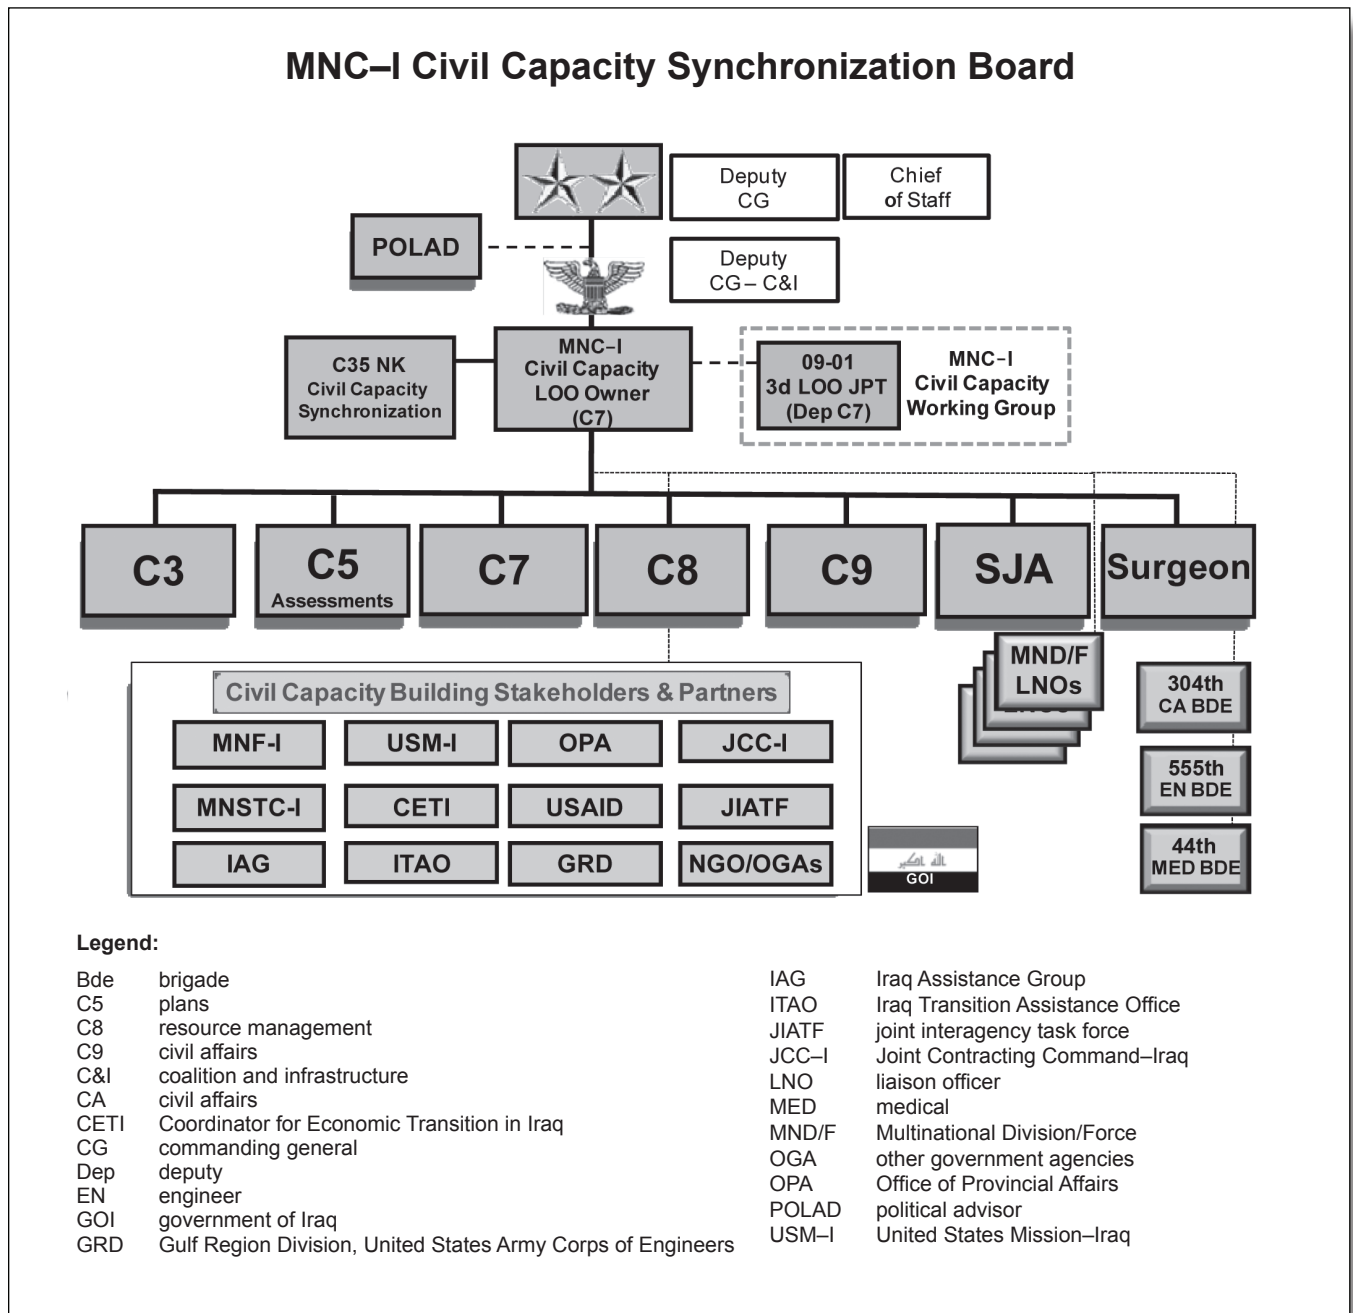 MNC–I Civil Capacity Synchronization Board
Deputy
CG
Chief
of Staff
POLAD
Deputy
CG – C&I
C35 NK
Civil Capacity
Synchronization
MNC–I
Civil Capacity
LOO Owner
(C7)
09-01
3d LOO JPT
(Dep C7)
MNC–I
Civil Capacity
Working Group
C3
C5
Assessments
C7
C8
C9
SJA
Surgeon
MND/F
LNOs
304th
CA BDE
555th
EN BDE
44th
MED BDE
Civil Capacity Building Stakeholders & Partners
MNF-I
USM-I
OPA
JCC-I
MNSTC-I
CETI
USAID
JIATF
IAG
ITAO
GRD
NGO/OGAs
GOI
Legend:
Bde brigade
C5 plans
C8 resource management
C9 civil affairs
C&I coalition and infrastructure
CA civil affairs
CETI Coordinator for Economic Transition in Iraq
CG commanding general
Dep deputy
EN engineer
GOI government of Iraq
GRD Gulf Region Division, United States Army Corps of Engineers
IAG Iraq Assistance Group
ITAO Iraq Transition Assistance Office
JIATF joint interagency task force
JCC–I Joint Contracting Command–Iraq
LNO liaison officer
MED medical
MND/F Multinational Division/Force
OGA other government agencies
OPA Office of Provincial Affairs
POLAD political advisor
USM–I United States Mission–Iraq